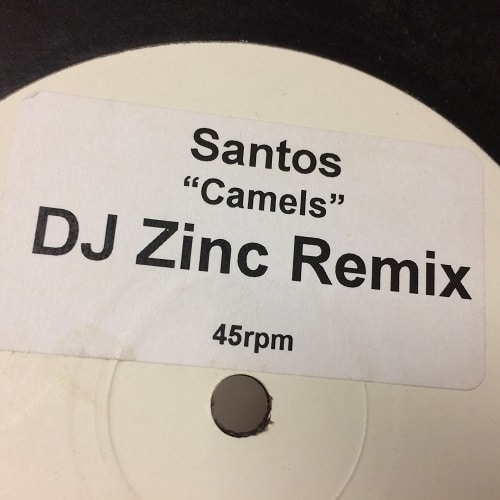 Santos
“Camels”
DJ Zinc Remix
45rpm